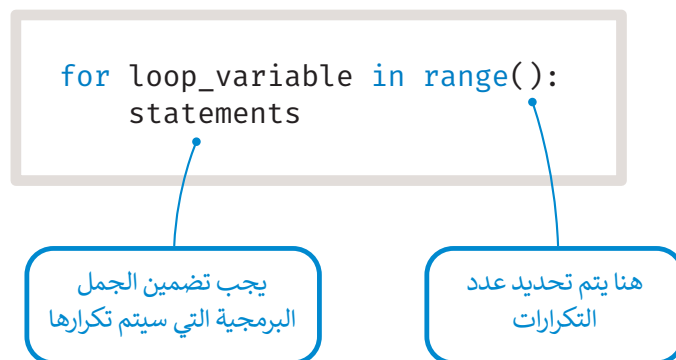 for loop_variable in range():
    statements
هنا يتم تحديد عدد
التكرارات
يجب تضمين الجمل
البرمجية التي سيتم تكرارها